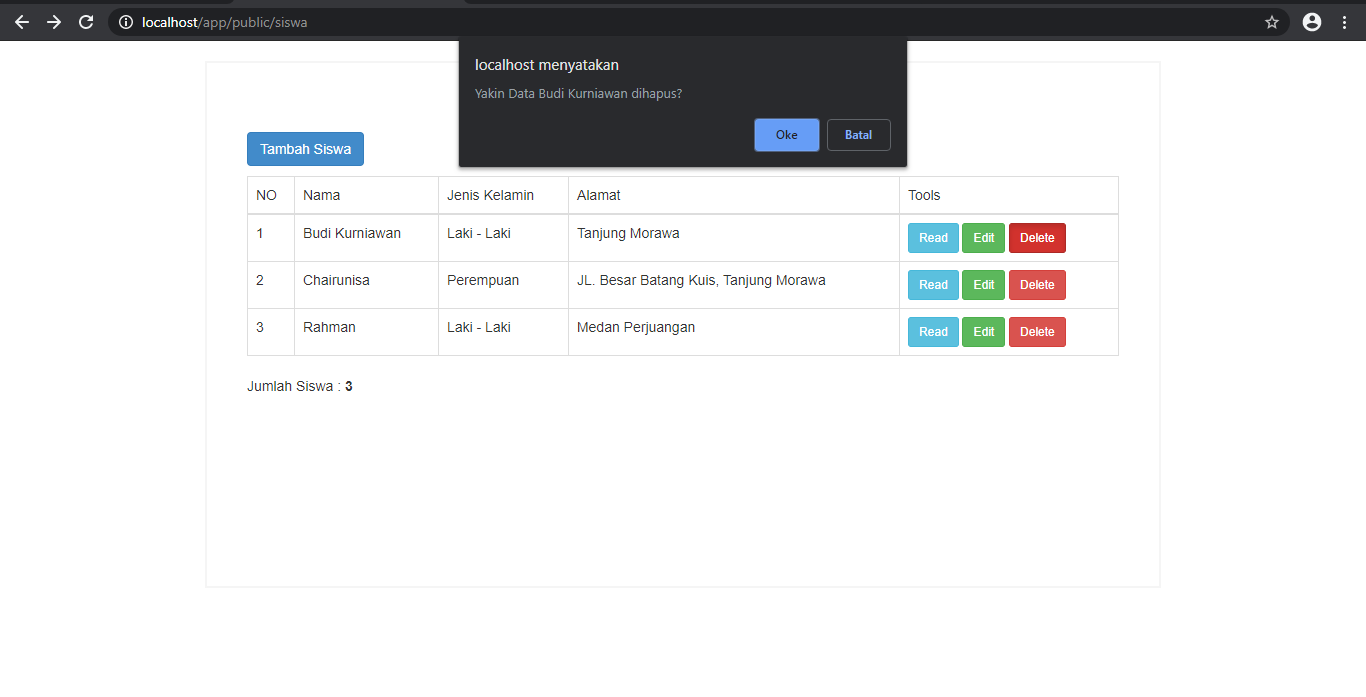 localhost/app/public/siswa
localhost menyatakan
Yakin Data Budi Kurniawan dihapus?
Oke Batal
Tambah Siswa
NO Nama Jenis Kelamin Alamat Tools
1 Budi Kurniawan Laki - Laki Tanjung Morawa Read Edit Delete
2 Chairunisa Perempuan JL. Besar Batang Kuis, Tanjung Morawa Read Edit Delete
3 Rahman Laki - Laki Medan Perjuangan Read Edit Delete
Jumlah Siswa : 3